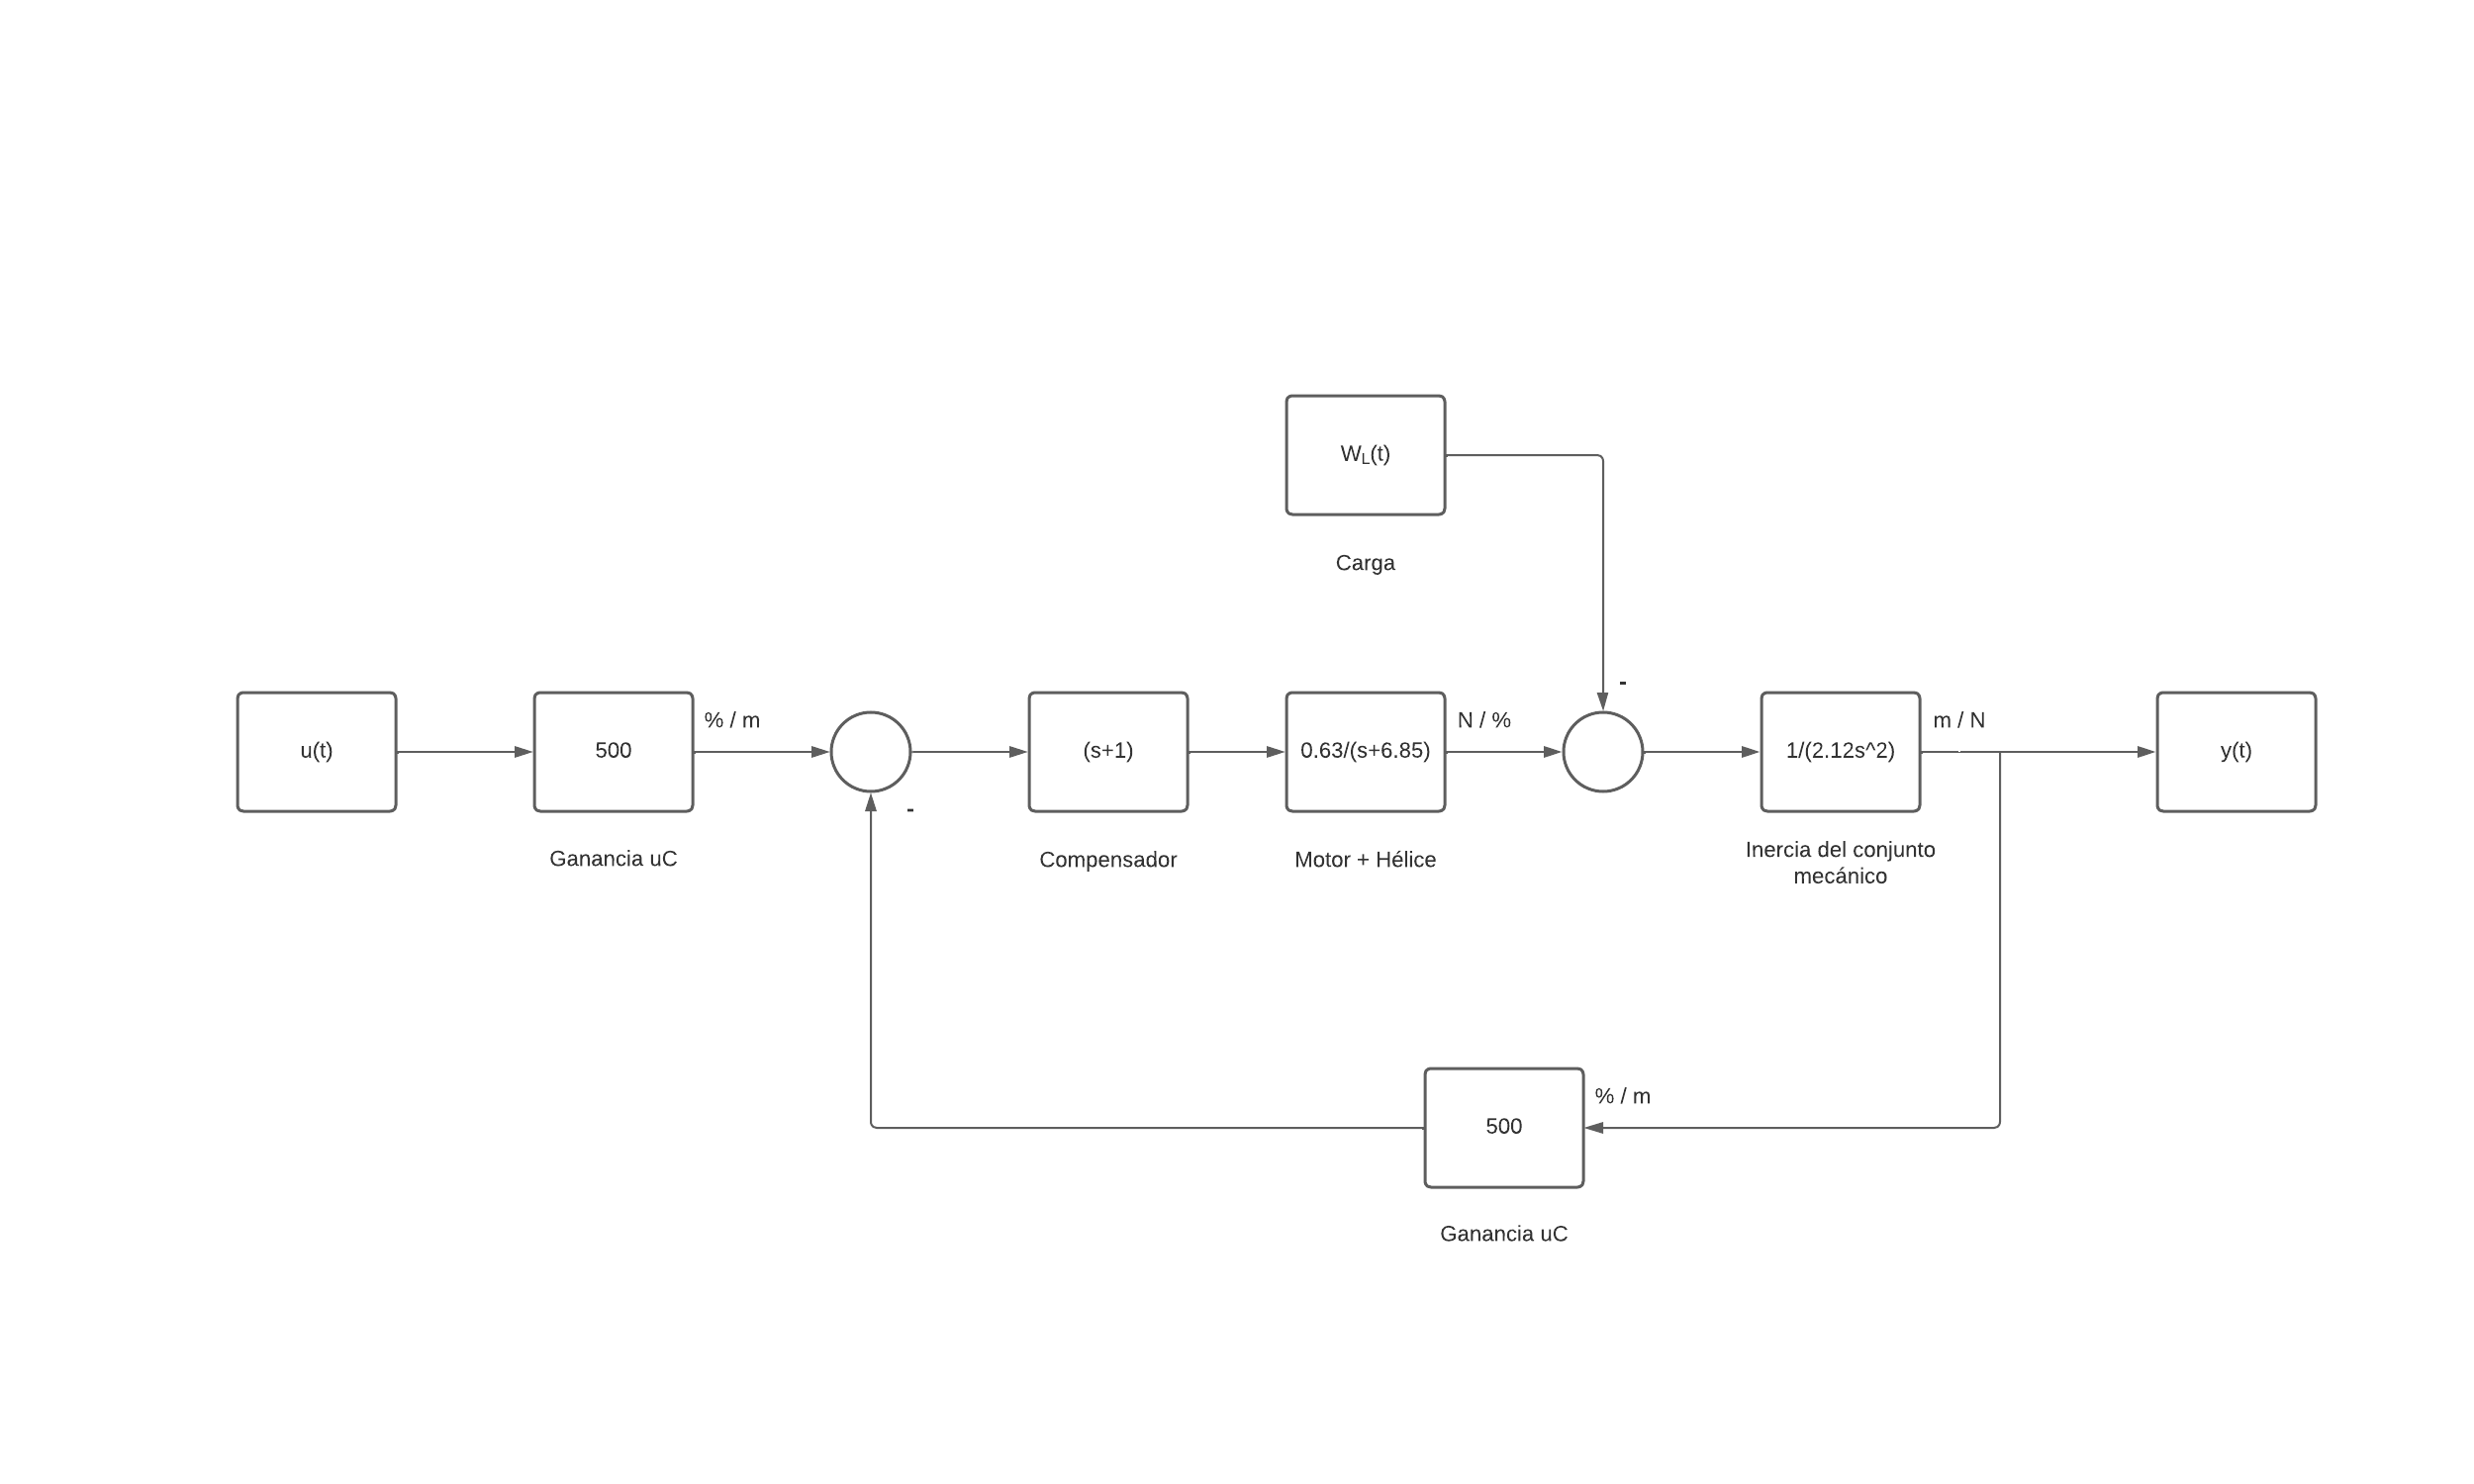 W_L(t)
Carga
-
u(t)
500
% / m
(s+1)
0.63/(s+6.85)
N / %
1/(2.12s^2)
m / N
y(t)
-
Ganancia uC
Compensador
Motor + Hélice
Inercia del conjunto
mecánico
500
% / m
Ganancia uC